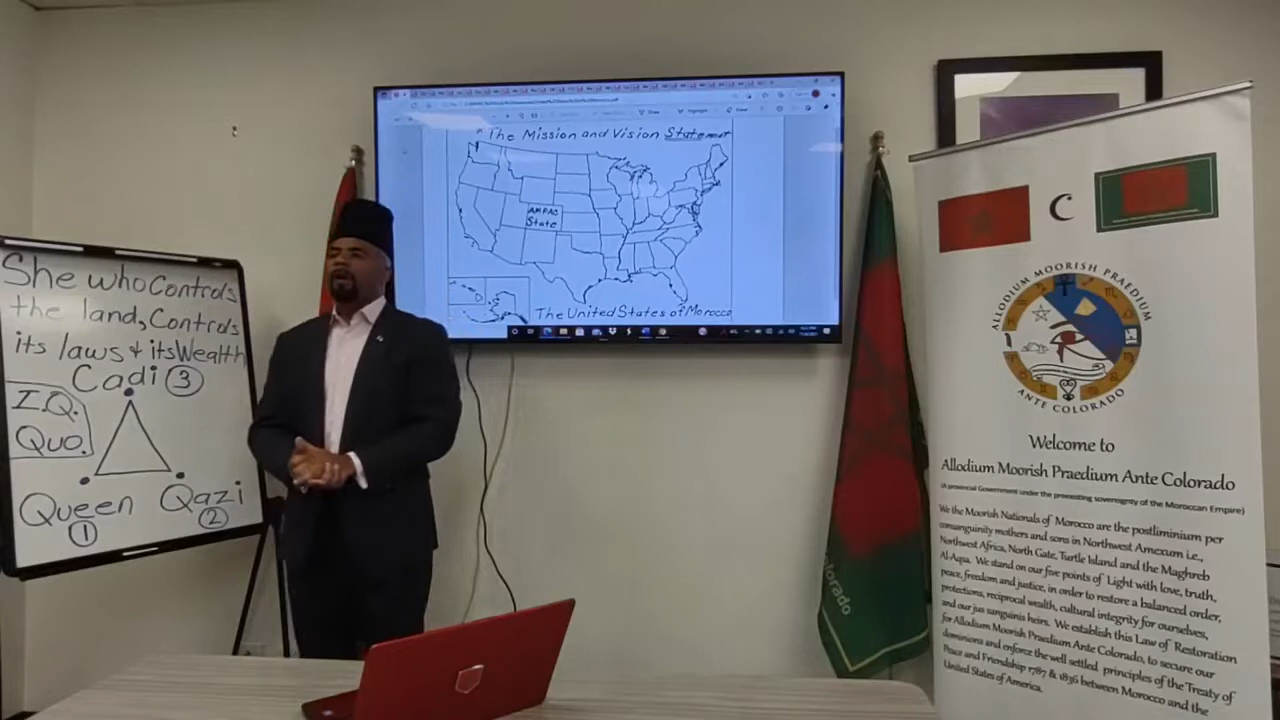 She who Controls
the land, Controls
its laws & its Wealth
Cadi ③
I.Q.
Quo.
Queen
①
Qazi
②
The Mission and Vision Statement
AMPAC
State
The United States of Morocco
Colorado
ALLODIUM MOORISH PRAEDIUM
ANTE COLORADO
Welcome to
Allodium Moorish Praedium Ante Colorado
(A provincial Government under the preexisting sovereignty of the Moroccan Empire)
We the Moorish Nationals of Morocco are the postliminium per
consanguinity mothers and sons in Northwest Amexum i.e.,
Northwest Africa, North Gate, Turtle Island and the Maghreb
Al-Aqsa. We stand on our five points of Light with love, truth,
peace, freedom and justice, in order to restore a balanced order,
protections, reciprocal wealth, cultural integrity for ourselves,
and our jus sanguinis heirs. We establish this Law of Restoration
for Allodium Moorish Praedium Ante Colorado, to secure our
dominions and enforce the well settled principles of the Treaty of
Peace and Friendship 1787 & 1836 between Morocco and the
United States of America.